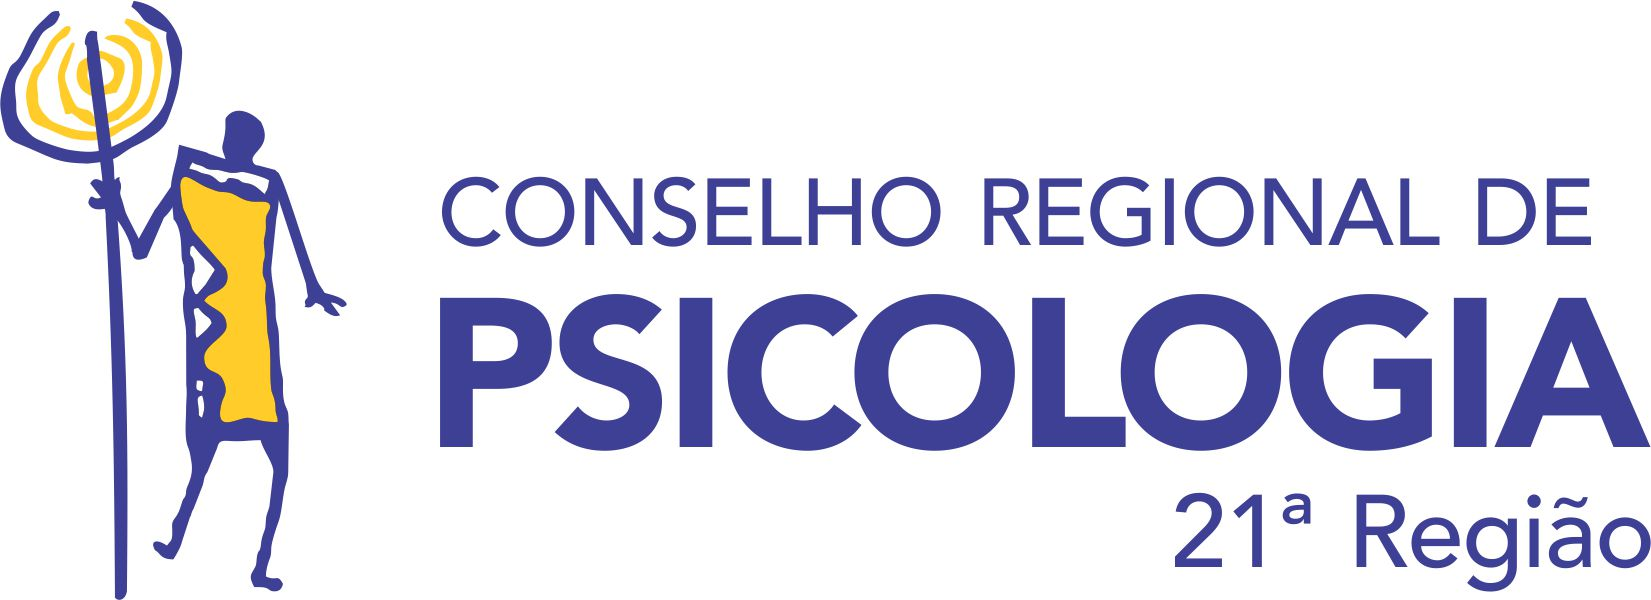 CONSELHO REGIONAL DE
PSICOLOGIA
21ª Região